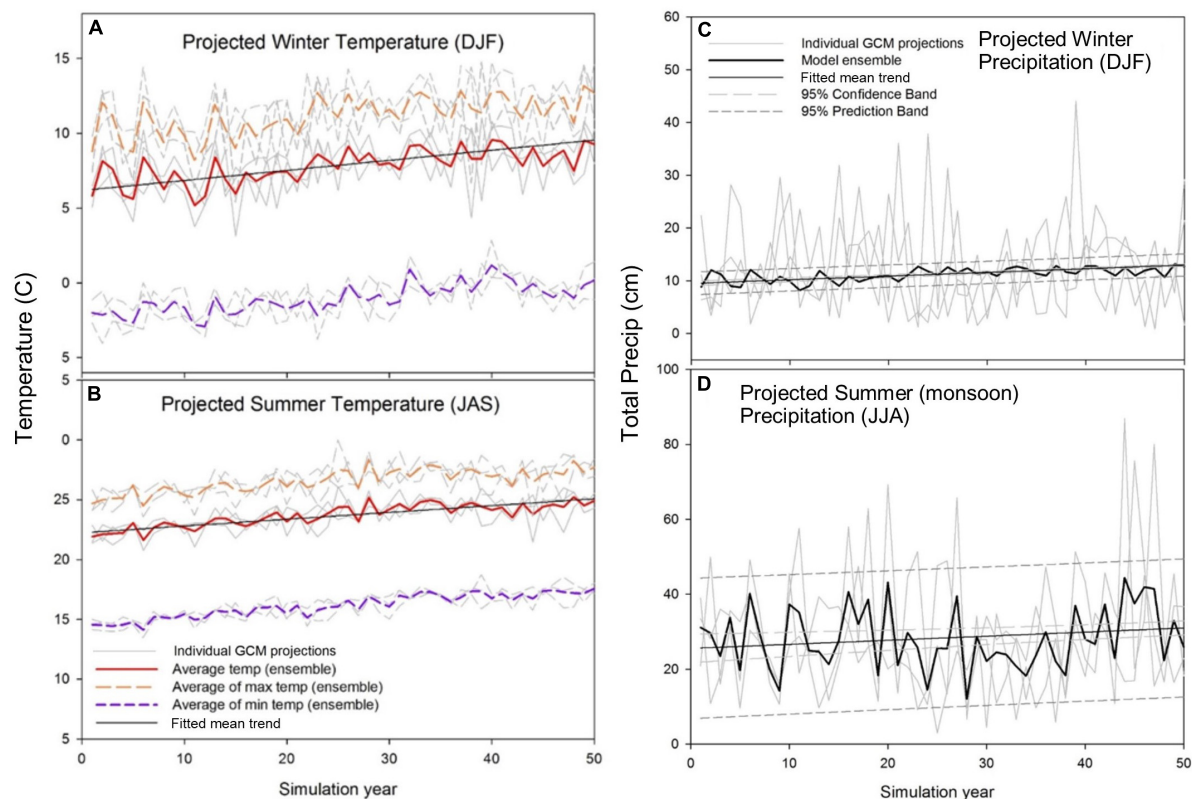 A
Projected Winter Temperature (DJF)
15
10
5
0
5
Temperature (C)
5
B
Projected Summer Temperature (JAS)
0
25
20
15
10
5
Individual GCM projections
Average temp (ensemble)
Average of max temp (ensemble)
Average of min temp (ensemble)
Fitted mean trend
0 10 20 30 40 50
Simulation year
C
Individual GCM projections
Model ensemble
Fitted mean trend
95% Confidence Band
95% Prediction Band
Projected Winter
Precipitation (DJF)
60
50
40
30
20
10
0
Total Precip (cm)
D
Projected Summer (monsoon)
Precipitation (JJA)
100
80
60
40
20
0
0 10 20 30 40 50
Simulation year